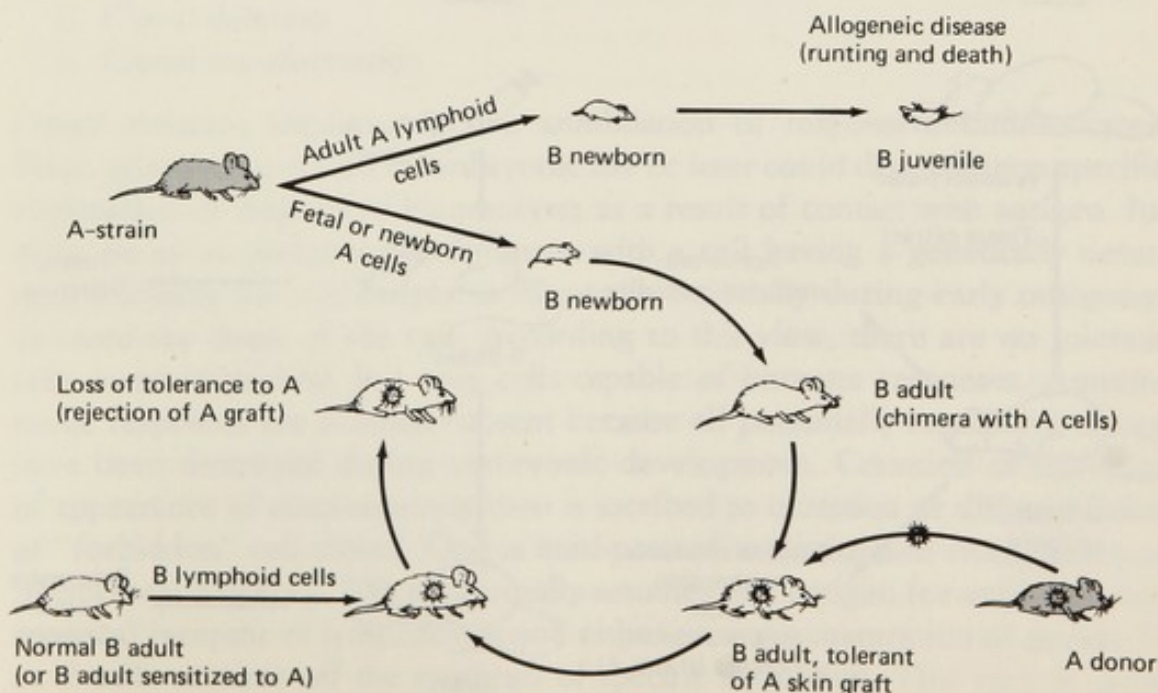 Allogeneic disease
(runting and death)
Adult A lymphoid
cells
B newborn
B juvenile
A-strain
Fetal or newborn
A cells
B newborn
Loss of tolerance to A
(rejection of A graft)
B adult
(chimera with A cells)
B lymphoid cells
Normal B adult
(or B adult sensitized to A)
B adult, tolerant
of A skin graft
A donor